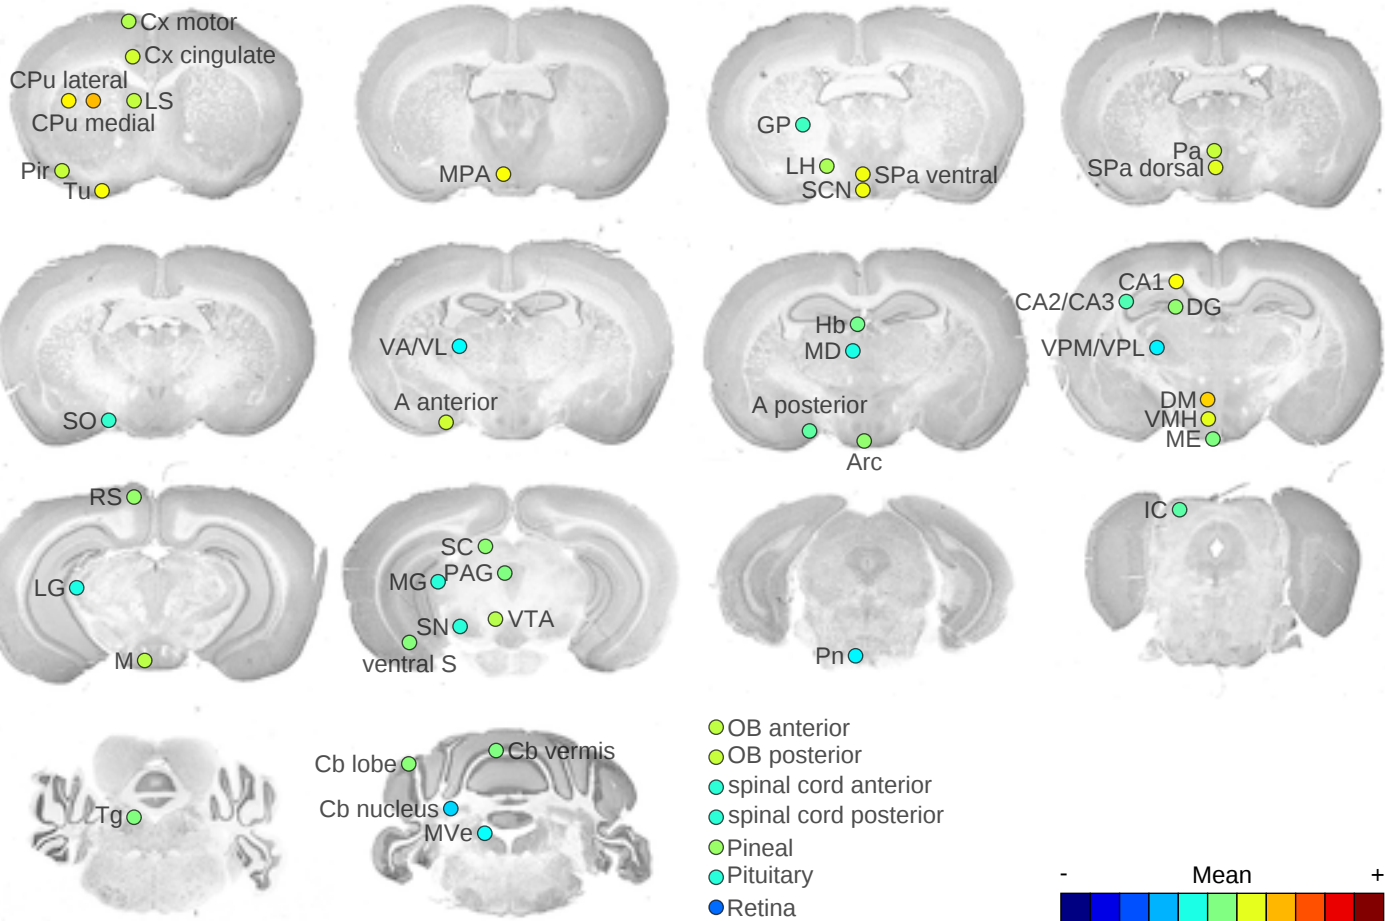 Cx motor
Cx cingulate
CPu lateral
LS
CPu medial
Pir
Tu
MPA
GP
LH
SPa ventral
SCN
Pa
SPa dorsal
SO
VA/VL
A anterior
Hb
MD
A posterior
Arc
CA1
CA2/CA3
DG
VPM/VPL
DM
VMH
ME
RS
LG
M
SC
PAG
MG
SN
VTA
ventral S
Pn
IC
Tg
Cb lobe
Cb vermis
Cb nucleus
MVe
OB anterior
OB posterior
spinal cord anterior
spinal cord posterior
Pineal
Pituitary
Retina
- Mean +